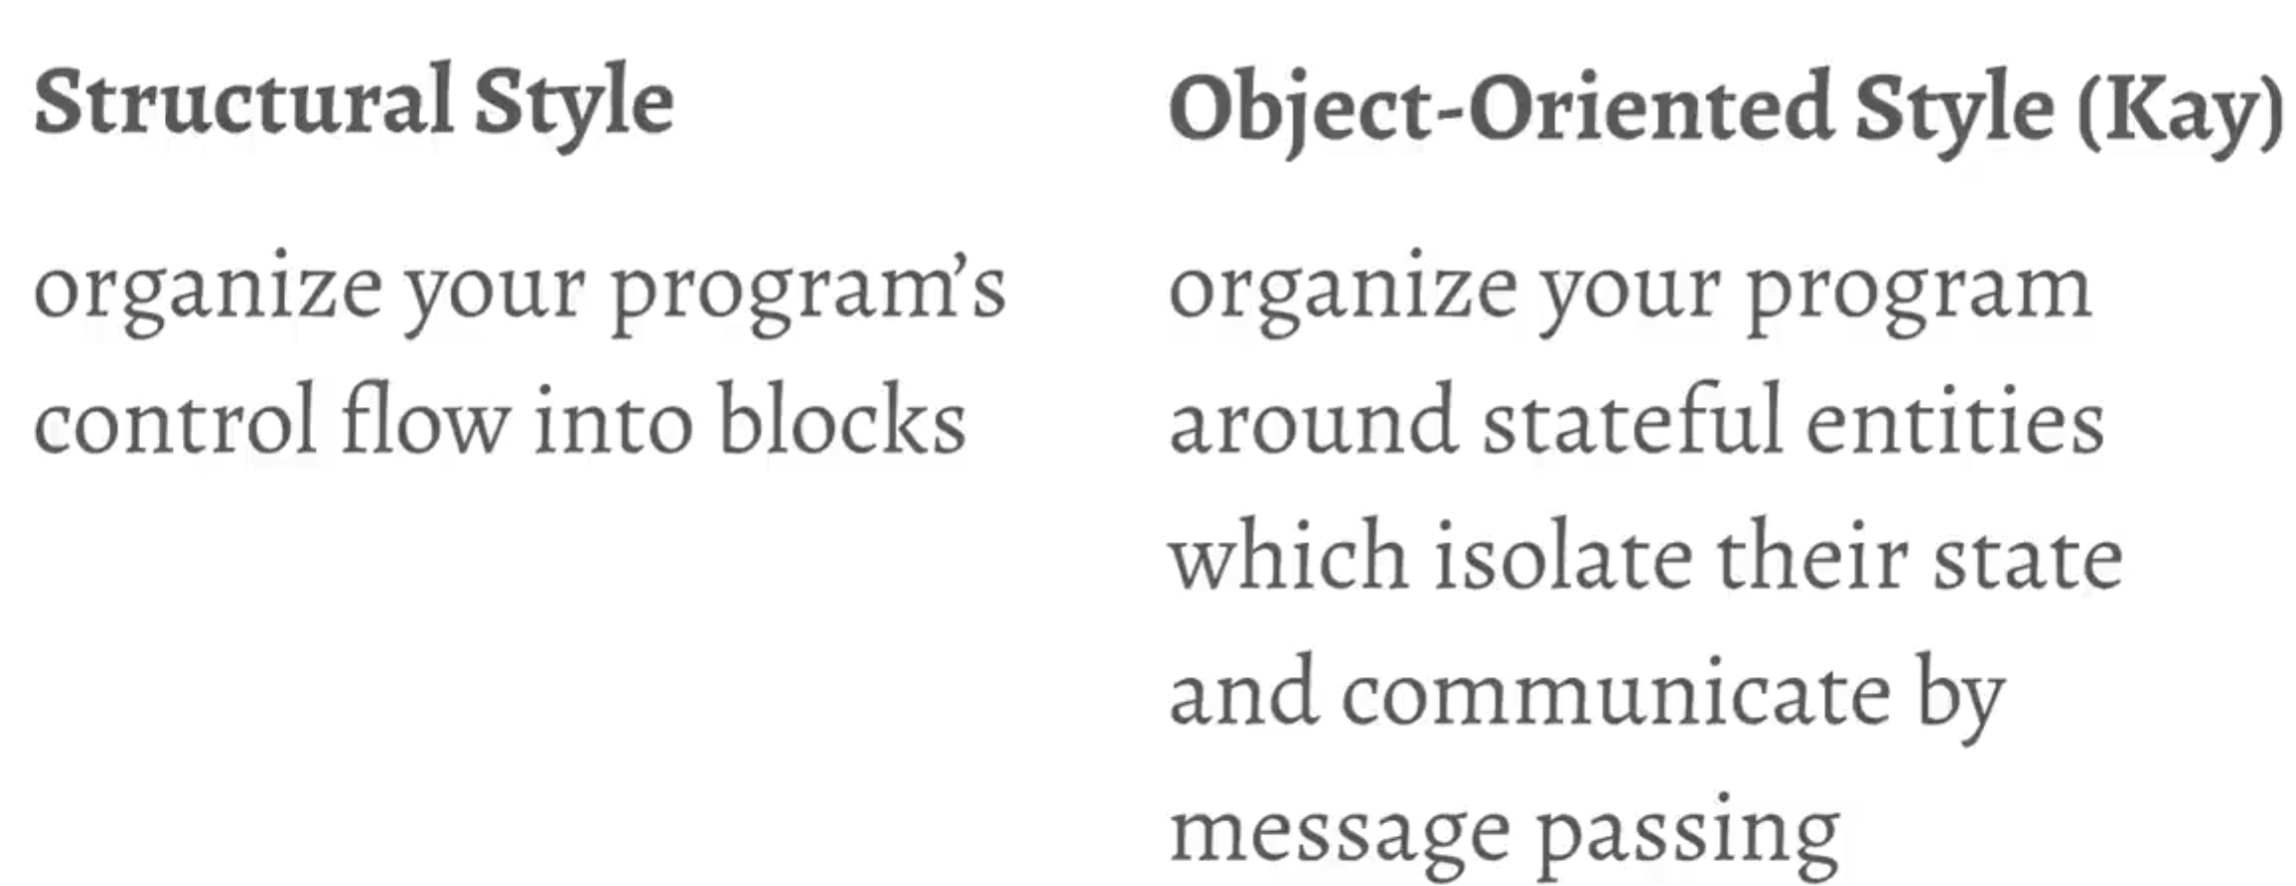 Structural Style
organize your program’s
control flow into blocks
Object-Oriented Style (Kay)
organize your program
around stateful entities
which isolate their state
and communicate by
message passing